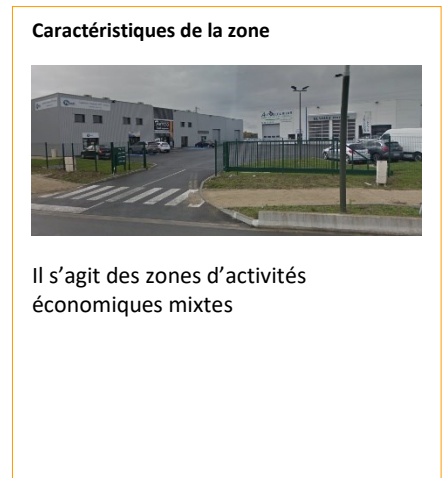 Caractéristiques de la zone
Il s’agit des zones d’activités
économiques mixtes